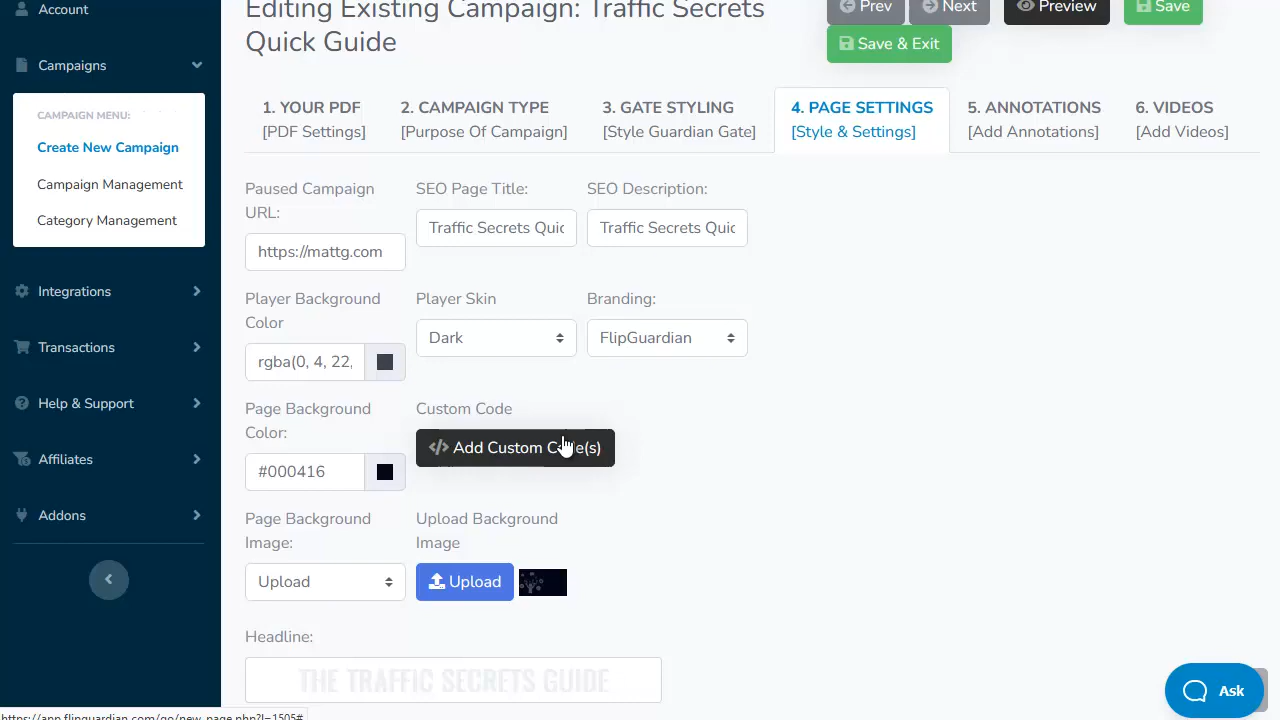 Account
Campaigns
CAMPAIGN MENU:
Create New Campaign
Campaign Management
Category Management
Integrations
Transactions
Help & Support
Affiliates
Addons
Editing Existing Campaign: Traffic Secrets
Quick Guide
Prev
Next
Preview
Save
Save & Exit
1. YOUR PDF
[PDF Settings]
2. CAMPAIGN TYPE
[Purpose Of Campaign]
3. GATE STYLING
[Style Guardian Gate]
4. PAGE SETTINGS
[Style & Settings]
5. ANNOTATIONS
[Add Annotations]
6. VIDEOS
[Add Videos]
Paused Campaign
URL:
https://mattg.com
SEO Page Title:
Traffic Secrets Quic
SEO Description:
Traffic Secrets Quic
Player Background
Color
rgba(0, 4, 22,
Player Skin
Dark
Branding:
FlipGuardian
Page Background
Color:
#000416
Custom Code
</> Add Custom Code(s)
Page Background
Image:
Upload
Upload Background
Image
Upload
Headline:
THE TRAFFIC SECRETS GUIDE
Ask